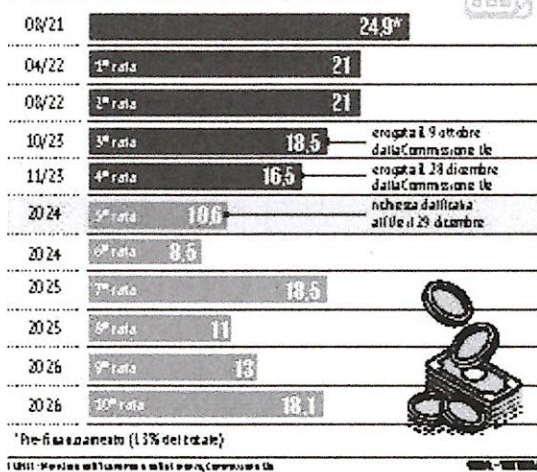 08/21 24,9*
04/22 1ª rata 21
08/22 2ª rata 21
10/23 3ª rata 18,5 erogata il 9 ottobre
dalla Commissione Ue
11/23 4ª rata 16,5 erogata il 28 dicembre
dalla Commissione Ue
2024 5ª rata 10,6 richiesta dall'Italia
all'Ue il 29 dicembre
2024 6ª rata 8,5
2025 7ª rata 18,5
2025 8ª rata 11
2026 9ª rata 13
2026 10ª rata 18,1
*Pre-finanziamento (13% del totale)